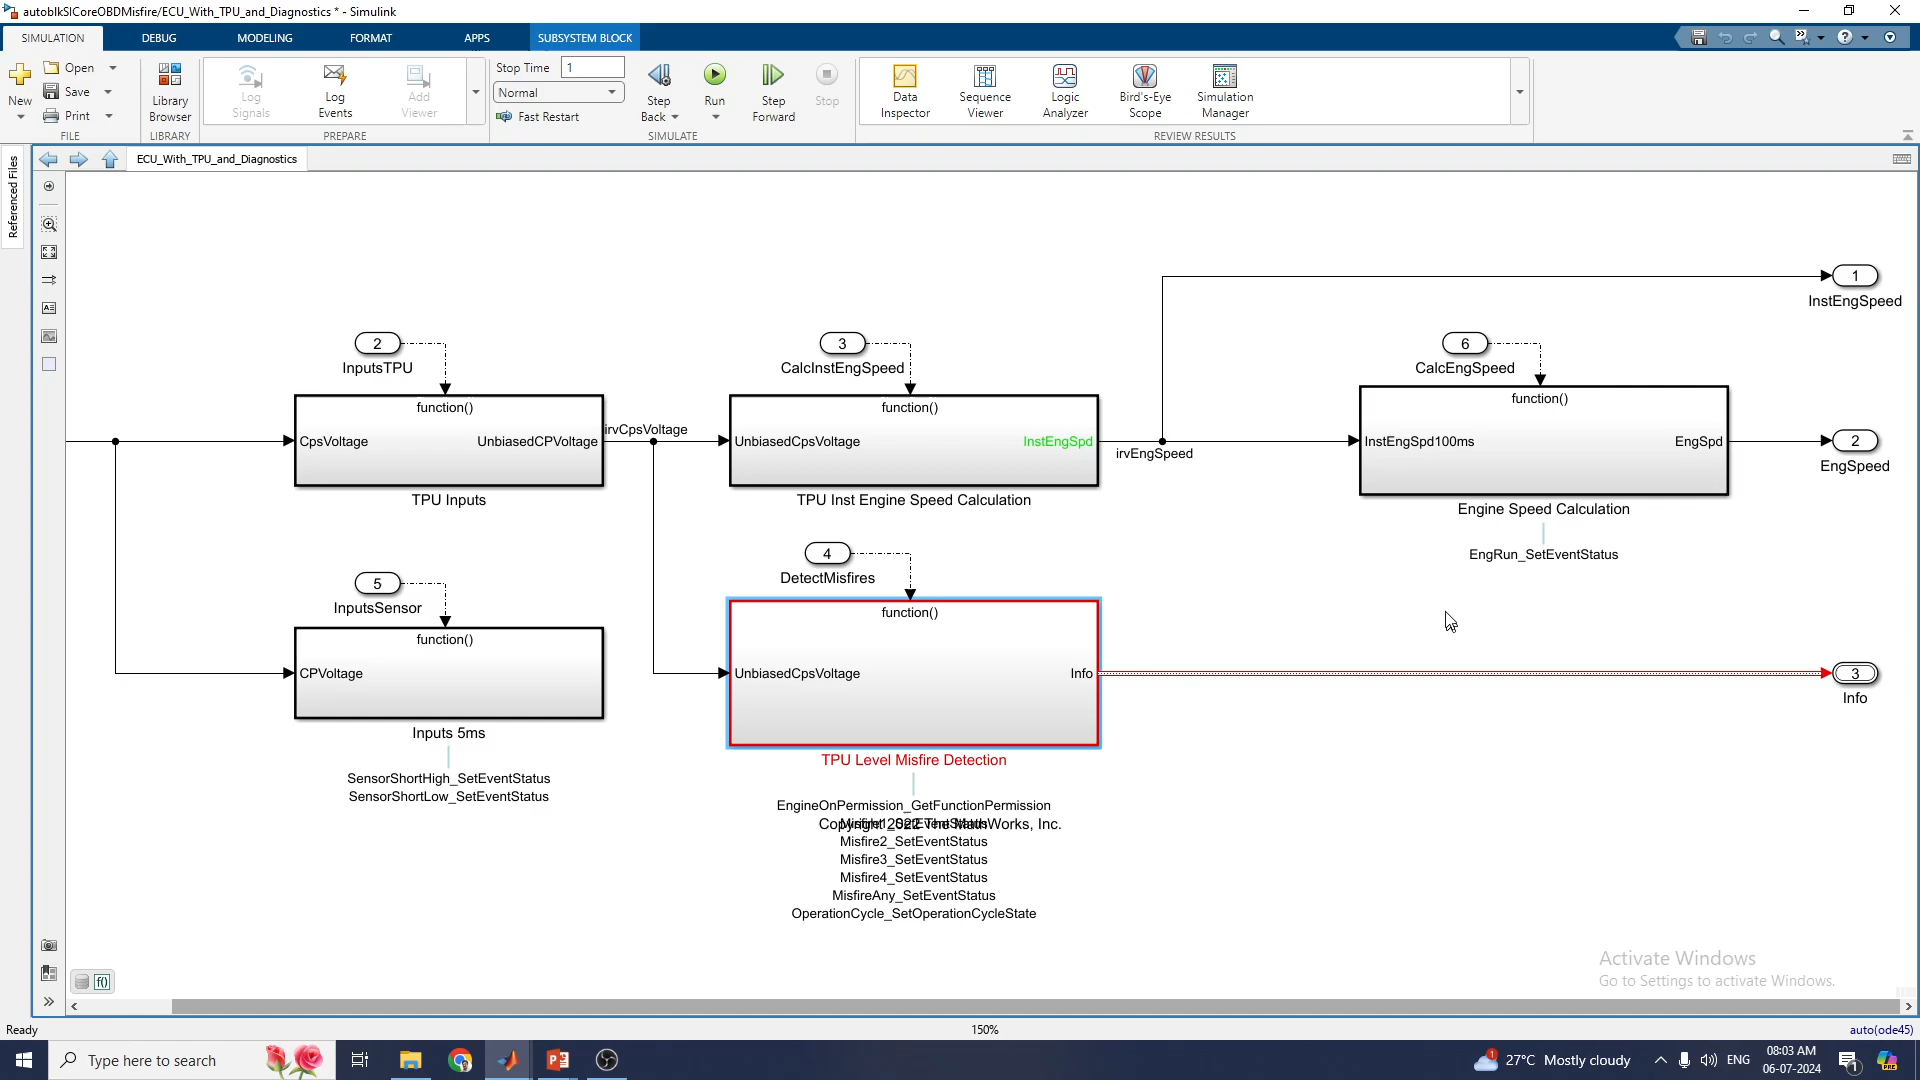 autoblkSICoreOBDMisfire/ECU_With_TPU_and_Diagnostics * - Simulink
SIMULATION DEBUG MODELING FORMAT APPS SUBSYSTEM BLOCK
New
Open
Save
Print
FILE
Library
Browser
LIBRARY
Log
Signals
Log
Events
Add
Viewer
PREPARE
Stop Time 1
Normal
Fast Restart
Step
Back
Run
Step
Forward
Stop
SIMULATE
Data
Inspector
Sequence
Viewer
Logic
Analyzer
Bird's-Eye
Scope
Simulation
Manager
REVIEW RESULTS
Referenced Files
ECU_With_TPU_and_Diagnostics
1
InstEngSpeed
2
InputsTPU
3
CalcInstEngSpeed
6
CalcEngSpeed
function()
CpsVoltage UnbiasedCPVoltage
TPU Inputs
irvCpsVoltage
function()
UnbiasedCpsVoltage InstEngSpd
TPU Inst Engine Speed Calculation
irvEngSpeed
function()
InstEngSpd100ms EngSpd
Engine Speed Calculation
EngRun_SetEventStatus
2
EngSpeed
5
InputsSensor
function()
CPVoltage
Inputs 5ms
SensorShortHigh_SetEventStatus
SensorShortLow_SetEventStatus
4
DetectMisfires
function()
UnbiasedCpsVoltage Info
TPU Level Misfire Detection
3
Info
EngineOnPermission_GetFunctionPermission
Misfire1_SetEventStatus
Copyright 2022 The MathWorks, Inc.
Misfire2_SetEventStatus
Misfire3_SetEventStatus
Misfire4_SetEventStatus
MisfireAny_SetEventStatus
OperationCycle_SetOperationCycleState
f()
Activate Windows
Go to Settings to activate Windows.
Ready 150% auto(ode45)
Type here to search
27°C Mostly cloudy
ENG
08:03 AM
06-07-2024